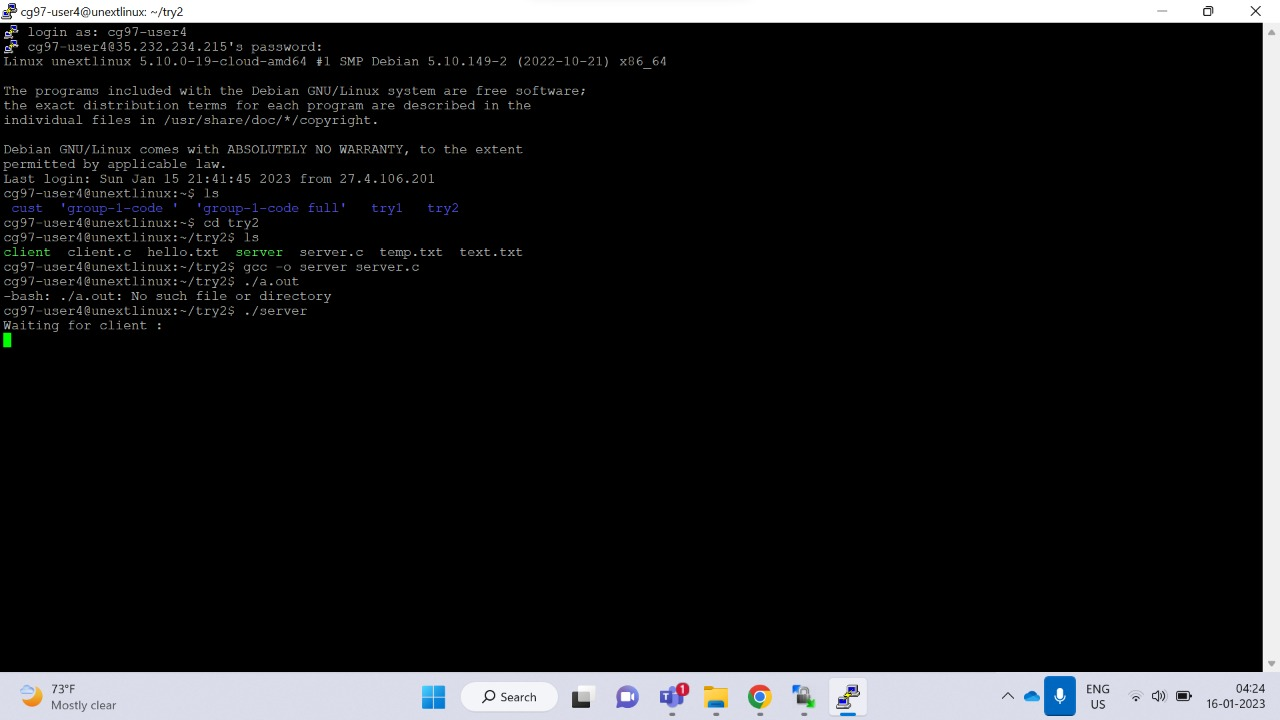 cg97-user4@unextlinux: ~/try2
login as: cg97-user4
cg97-user4@35.232.234.215's password:
Linux unextlinux 5.10.0-19-cloud-amd64 #1 SMP Debian 5.10.149-2 (2022-10-21) x86_64
The programs included with the Debian GNU/Linux system are free software;
the exact distribution terms for each program are described in the
individual files in /usr/share/doc/*/copyright.
Debian GNU/Linux comes with ABSOLUTELY NO WARRANTY, to the extent
permitted by applicable law.
Last login: Sun Jan 15 21:41:45 2023 from 27.4.106.201
cg97-user4@unextlinux:~$ ls
cust  'group-1-code '  'group-1-code full'  try1  try2
cg97-user4@unextlinux:~$ cd try2
cg97-user4@unextlinux:~/try2$ ls
client  client.c  hello.txt  server  server.c  temp.txt  text.txt
cg97-user4@unextlinux:~/try2$ gcc -o server server.c
cg97-user4@unextlinux:~/try2$ ./a.out
-bash: ./a.out: No such file or directory
cg97-user4@unextlinux:~/try2$ ./server
Waiting for client :
73°F
Mostly clear
Search
1
ENG
US
04:24
16-01-2023